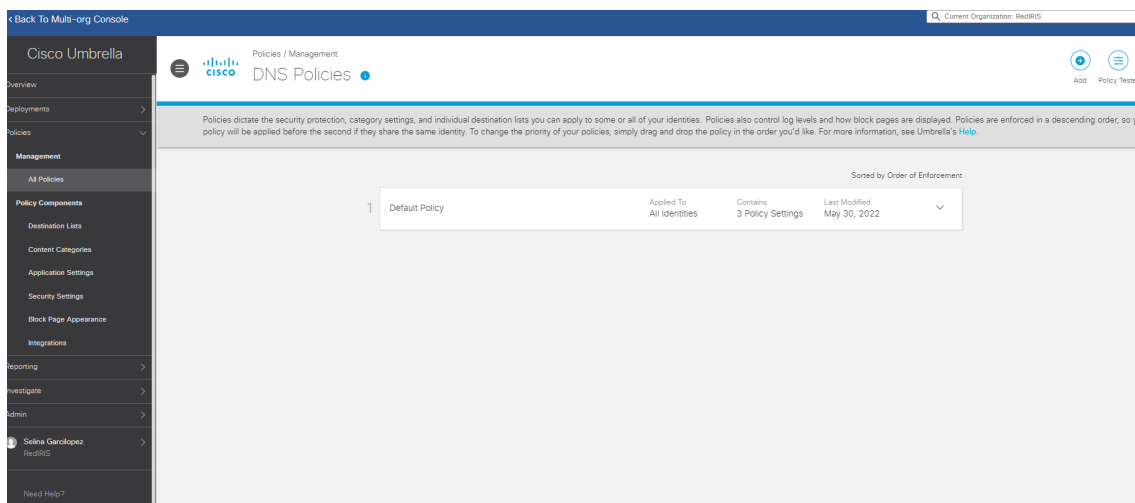 < Back To Multi-org Console
Current Organization: RedIRIS
Cisco Umbrella
Overview
Deployments
Policies
Management
All Policies
Policy Components
Destination Lists
Content Categories
Application Settings
Security Settings
Block Page Appearance
Integrations
Reporting
Investigate
Admin
Selina Garcilopez
RedIRIS
Need Help?
CISCO
Policies / Management
DNS Policies
Add
Policy Teste
Policies dictate the security protection, category settings, and individual destination lists you can apply to some or all of your identities. Policies also control log levels and how block pages are displayed. Policies are enforced in a descending order, so y
policy will be applied before the second if they share the same identity. To change the priority of your policies, simply drag and drop the policy in the order you'd like. For more information, see Umbrella's Help.
Sorted by Order of Enforcement
1
Default Policy
Applied To
All Identities
Contains
3 Policy Settings
Last Modified
May 30, 2022